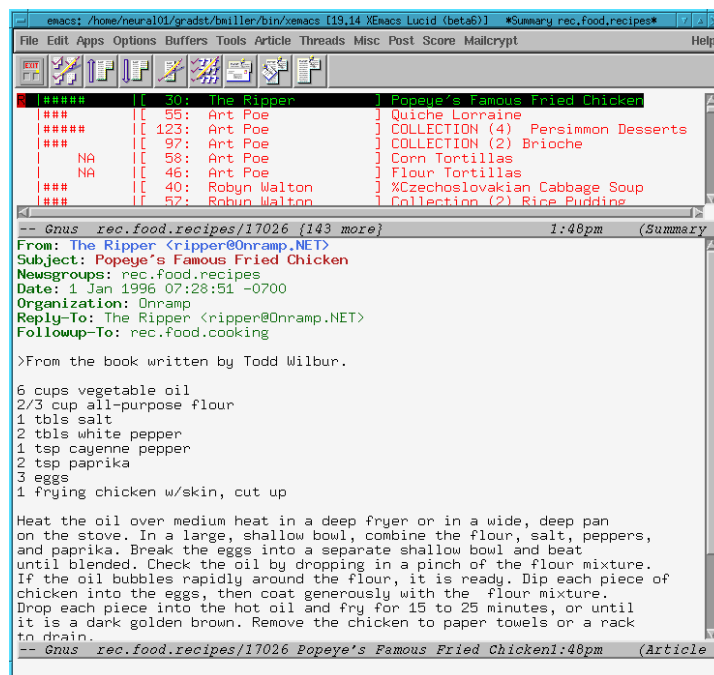 emacs: /home/neural01/gradst/bmiller/bin/xemacs [19.14 XEmacs Lucid (beta6)] *Summary rec.food.recipes*
File Edit Apps Options Buffers Tools Article Threads Misc Post Score Mailcrypt Help
EXIT
R |##### |[ 30: The Ripper ] Popeye's Famous Fried Chicken
|### |[ 55: Art Poe ] Quiche Lorraine
|##### |[ 123: Art Poe ] COLLECTION (4) Persimmon Desserts
|### |[ 97: Art Poe ] COLLECTION (2) Brioche
| NA |[ 58: Art Poe ] Corn Tortillas
| NA |[ 46: Art Poe ] Flour Tortillas
|### |[ 40: Robyn Walton ] %Czechoslovakian Cabbage Soup
|### |[ 57: Robyn Walton ] Collection (2) Rice Pudding
-- Gnus rec.food.recipes/17026 {143 more} 1:48pm (Summary
From: The Ripper <ripper@Onramp.NET>
Subject: Popeye's Famous Fried Chicken
Newsgroups: rec.food.recipes
Date: 1 Jan 1996 07:28:51 -0700
Organization: Onramp
Reply-To: The Ripper <ripper@Onramp.NET>
Followup-To: rec.food.cooking
>From the book written by Todd Wilbur.
6 cups vegetable oil
2/3 cup all-purpose flour
1 tbls salt
2 tbls white pepper
1 tsp cayenne pepper
2 tsp paprika
3 eggs
1 frying chicken w/skin, cut up
Heat the oil over medium heat in a deep fryer or in a wide, deep pan
on the stove. In a large, shallow bowl, combine the flour, salt, peppers,
and paprika. Break the eggs into a separate shallow bowl and beat
until blended. Check the oil by dropping in a pinch of the flour mixture.
If the oil bubbles rapidly around the flour, it is ready. Dip each piece of
chicken into the eggs, then coat generously with the flour mixture.
Drop each piece into the hot oil and fry for 15 to 25 minutes, or until
it is a dark golden brown. Remove the chicken to paper towels or a rack
to drain.
-- Gnus rec.food.recipes/17026 Popeye's Famous Fried Chicken1:48pm (Article